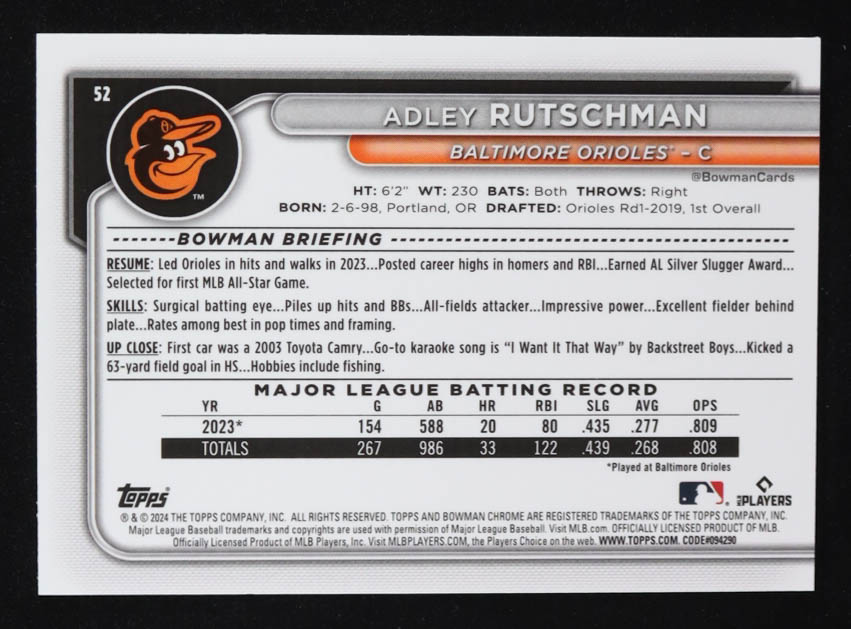 52
ADLEY RUTSCHMAN
BALTIMORE ORIOLES™ – C
@BowmanCards
HT: 6'2" WT: 230 BATS: Both THROWS: Right
BORN: 2-6-98, Portland, OR DRAFTED: Orioles Rd1-2019, 1st Overall
BOWMAN BRIEFING
RESUME: Led Orioles in hits and walks in 2023...Posted career highs in homers and RBI...Earned AL Silver Slugger Award...
Selected for first MLB All-Star Game.
SKILLS: Surgical batting eye...Piles up hits and BBs...All-fields attacker...Impressive power...Excellent fielder behind
plate...Rates among best in pop times and framing.
UP CLOSE: First car was a 2003 Toyota Camry...Go-to karaoke song is “I Want It That Way” by Backstreet Boys...Kicked a
63-yard field goal in HS...Hobbies include fishing.
MAJOR LEAGUE BATTING RECORD
YR G AB HR RBI SLG AVG OPS
2023* 154 588 20 80 .435 .277 .809
TOTALS 267 986 33 122 .439 .268 .808
*Played at Baltimore Orioles
TM
Topps
PLAYERS
® & © 2024 THE TOPPS COMPANY, INC. ALL RIGHTS RESERVED. TOPPS AND BOWMAN CHROME ARE REGISTERED TRADEMARKS OF THE TOPPS COMPANY, INC.
Major League Baseball trademarks and copyrights are used with permission of Major League Baseball. Visit MLB.com. OFFICIALLY LICENSED PRODUCT OF MLB.
Officially Licensed Product of MLB Players, Inc. Visit MLBPLAYERS.COM, the Players Choice on the web. WWW.TOPPS.COM. CODE#094290